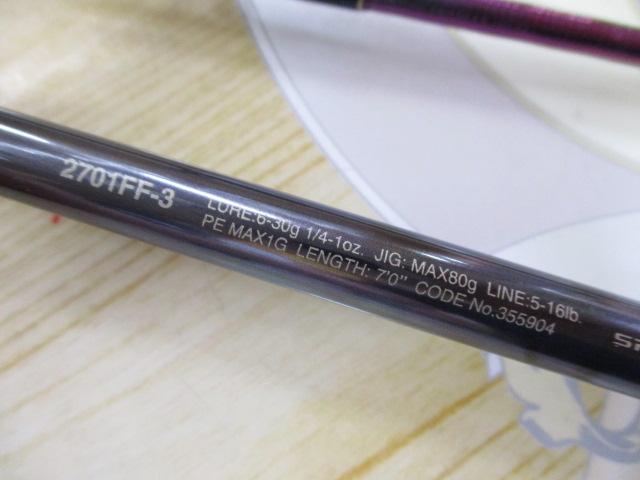 2701FF-3
LURE:6-30g 1/4-1oz. JIG: MAX80g LINE:5-16lb.
PE MAX1G LENGTH: 7'0" CODE No.355904